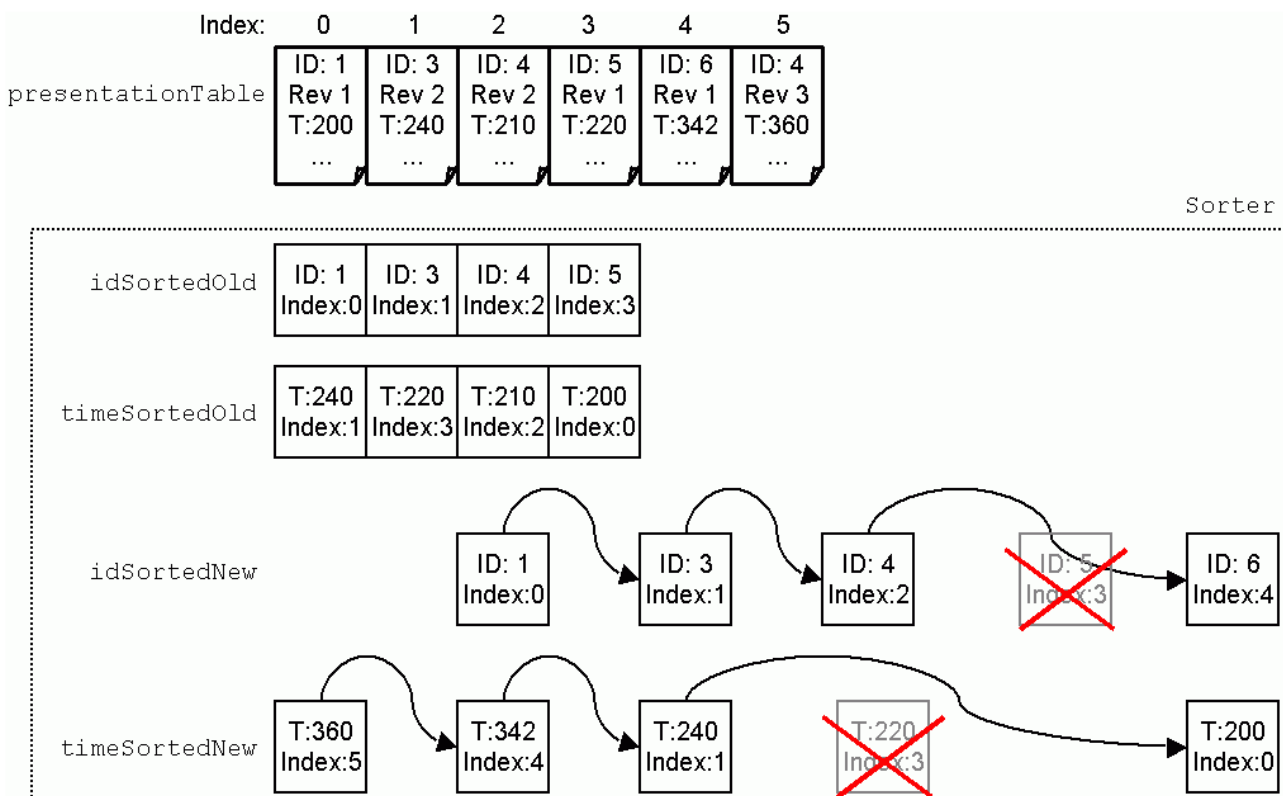 Index: 0 1 2 3 4 5
presentationTable
ID: 1 ID: 3 ID: 4 ID: 5 ID: 6 ID: 4
Rev 1 Rev 2 Rev 2 Rev 1 Rev 1 Rev 3
T:200 T:240 T:210 T:220 T:342 T:360
... ... ... ... ... ...
Sorter
idSortedOld
ID: 1 ID: 3 ID: 4 ID: 5
Index:0 Index:1 Index:2 Index:3
timeSortedOld
T:240 T:220 T:210 T:200
Index:1 Index:3 Index:2 Index:0
idSortedNew
ID: 1 ID: 3 ID: 4 ID: 5 ID: 6
Index:0 Index:1 Index:2 Index:3 Index:4
timeSortedNew
T:360 T:342 T:240 T:220 T:200
Index:5 Index:4 Index:1 Index:3 Index:0